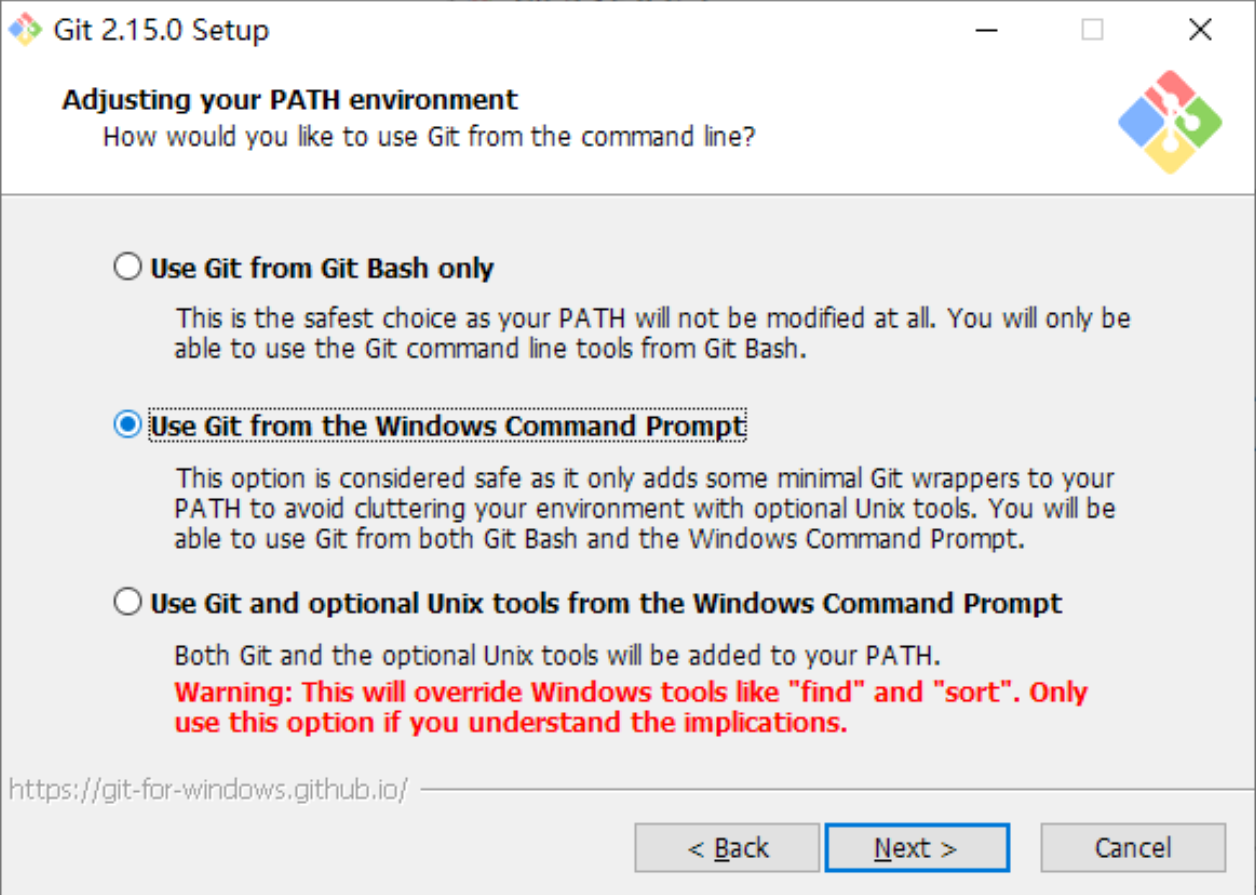 Git 2.15.0 Setup
Adjusting your PATH environment
How would you like to use Git from the command line?
Use Git from Git Bash only
This is the safest choice as your PATH will not be modified at all. You will only be
able to use the Git command line tools from Git Bash.
Use Git from the Windows Command Prompt
This option is considered safe as it only adds some minimal Git wrappers to your
PATH to avoid cluttering your environment with optional Unix tools. You will be
able to use Git from both Git Bash and the Windows Command Prompt.
Use Git and optional Unix tools from the Windows Command Prompt
Both Git and the optional Unix tools will be added to your PATH.
Warning: This will override Windows tools like "find" and "sort". Only
use this option if you understand the implications.
https://git-for-windows.github.io/
< Back Next > Cancel